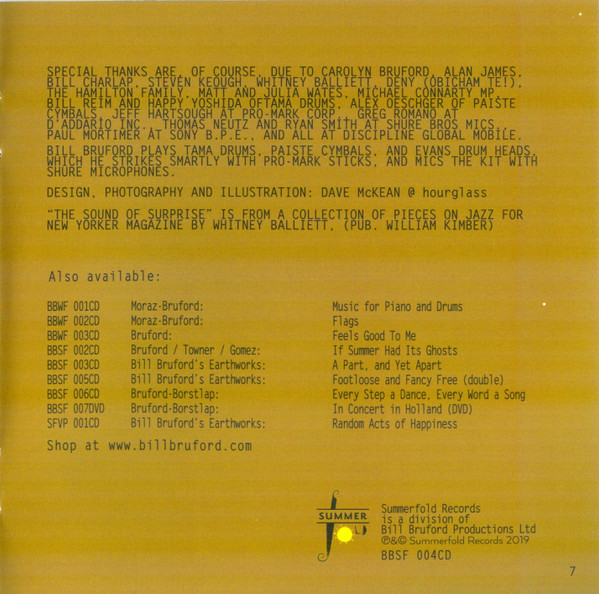 SPECIAL THANKS ARE, OF COURSE, DUE TO CAROLYN BRUFORD, ALAN JAMES,
BILL CHARLAP, STEVEN KEOUGH, WHITNEY BALLIETT, DENY (OBICHAM TE!),
THE HAMILTON FAMILY, MATT AND JULIA WATES, MICHAEL CONNARTY MP,
BILL REIM AND HAPPY YOSHIDA OFTAMA DRUMS, ALEX OESCHGER OF PAISTE
CYMBALS, JEFF HARTSOUGH AT PRO-MARK CORP., GREG ROMANO AT
D'ADDARIO INC., THOMAS NEUTZ AND RYAN SMITH AT SHURE BROS MICS,
PAUL MORTIMER AT SONY B.P.E., AND ALL AT DISCIPLINE GLOBAL MOBILE.
BILL BRUFORD PLAYS TAMA DRUMS, PAISTE CYMBALS, AND EVANS DRUM HEADS,
WHICH HE STRIKES SMARTLY WITH PRO-MARK STICKS, AND MICS THE KIT WITH
SHURE MICROPHONES.
DESIGN, PHOTOGRAPHY AND ILLUSTRATION: DAVE McKEAN @ hourglass
“THE SOUND OF SURPRISE” IS FROM A COLLECTION OF PIECES ON JAZZ FOR
NEW YORKER MAGAZINE BY WHITNEY BALLIETT, (PUB. WILLIAM KIMBER)
Also available:
BBWF 001CD Moraz-Bruford: Music for Piano and Drums
BBWF 002CD Moraz-Bruford: Flags
BBWF 003CD Bruford: Feels Good To Me
BBSF 002CD Bruford / Towner / Gomez: If Summer Had Its Ghosts
BBSF 003CD Bill Bruford's Earthworks: A Part, and Yet Apart
BBSF 005CD Bill Bruford's Earthworks: Footloose and Fancy Free (double)
BBSF 006CD Bruford-Borstlap: Every Step a Dance, Every Word a Song
BBSF 007DVD Bruford-Borstlap: In Concert in Holland (DVD)
SFVP 001CD Bill Bruford's Earthworks: Random Acts of Happiness
Shop at www.billbruford.com
SUMMER
Summerfold Records
is a division of
Bill Bruford Productions Ltd
℗&© Summerfold Records 2019
BBSF 004CD
7